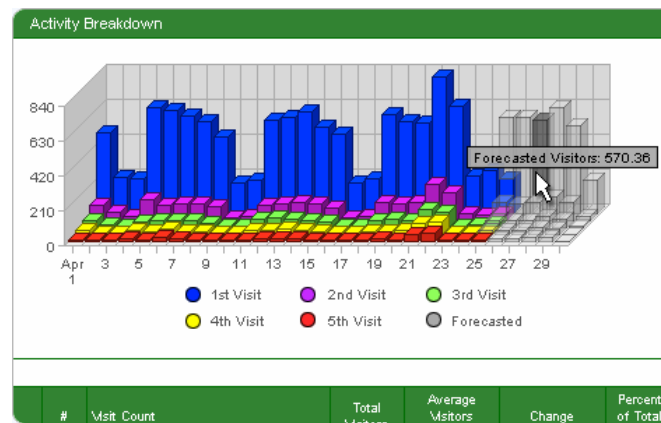 Activity Breakdown
840
630
420
210
0
Forecasted Visitors: 570.36
Apr 3 5 7 9 11 13 15 17 19 21 23 25 27 29
1
1st Visit 2nd Visit 3rd Visit
4th Visit 5th Visit Forecasted
# Visit Count Total Visitors Average Visitors Change Percent of Total